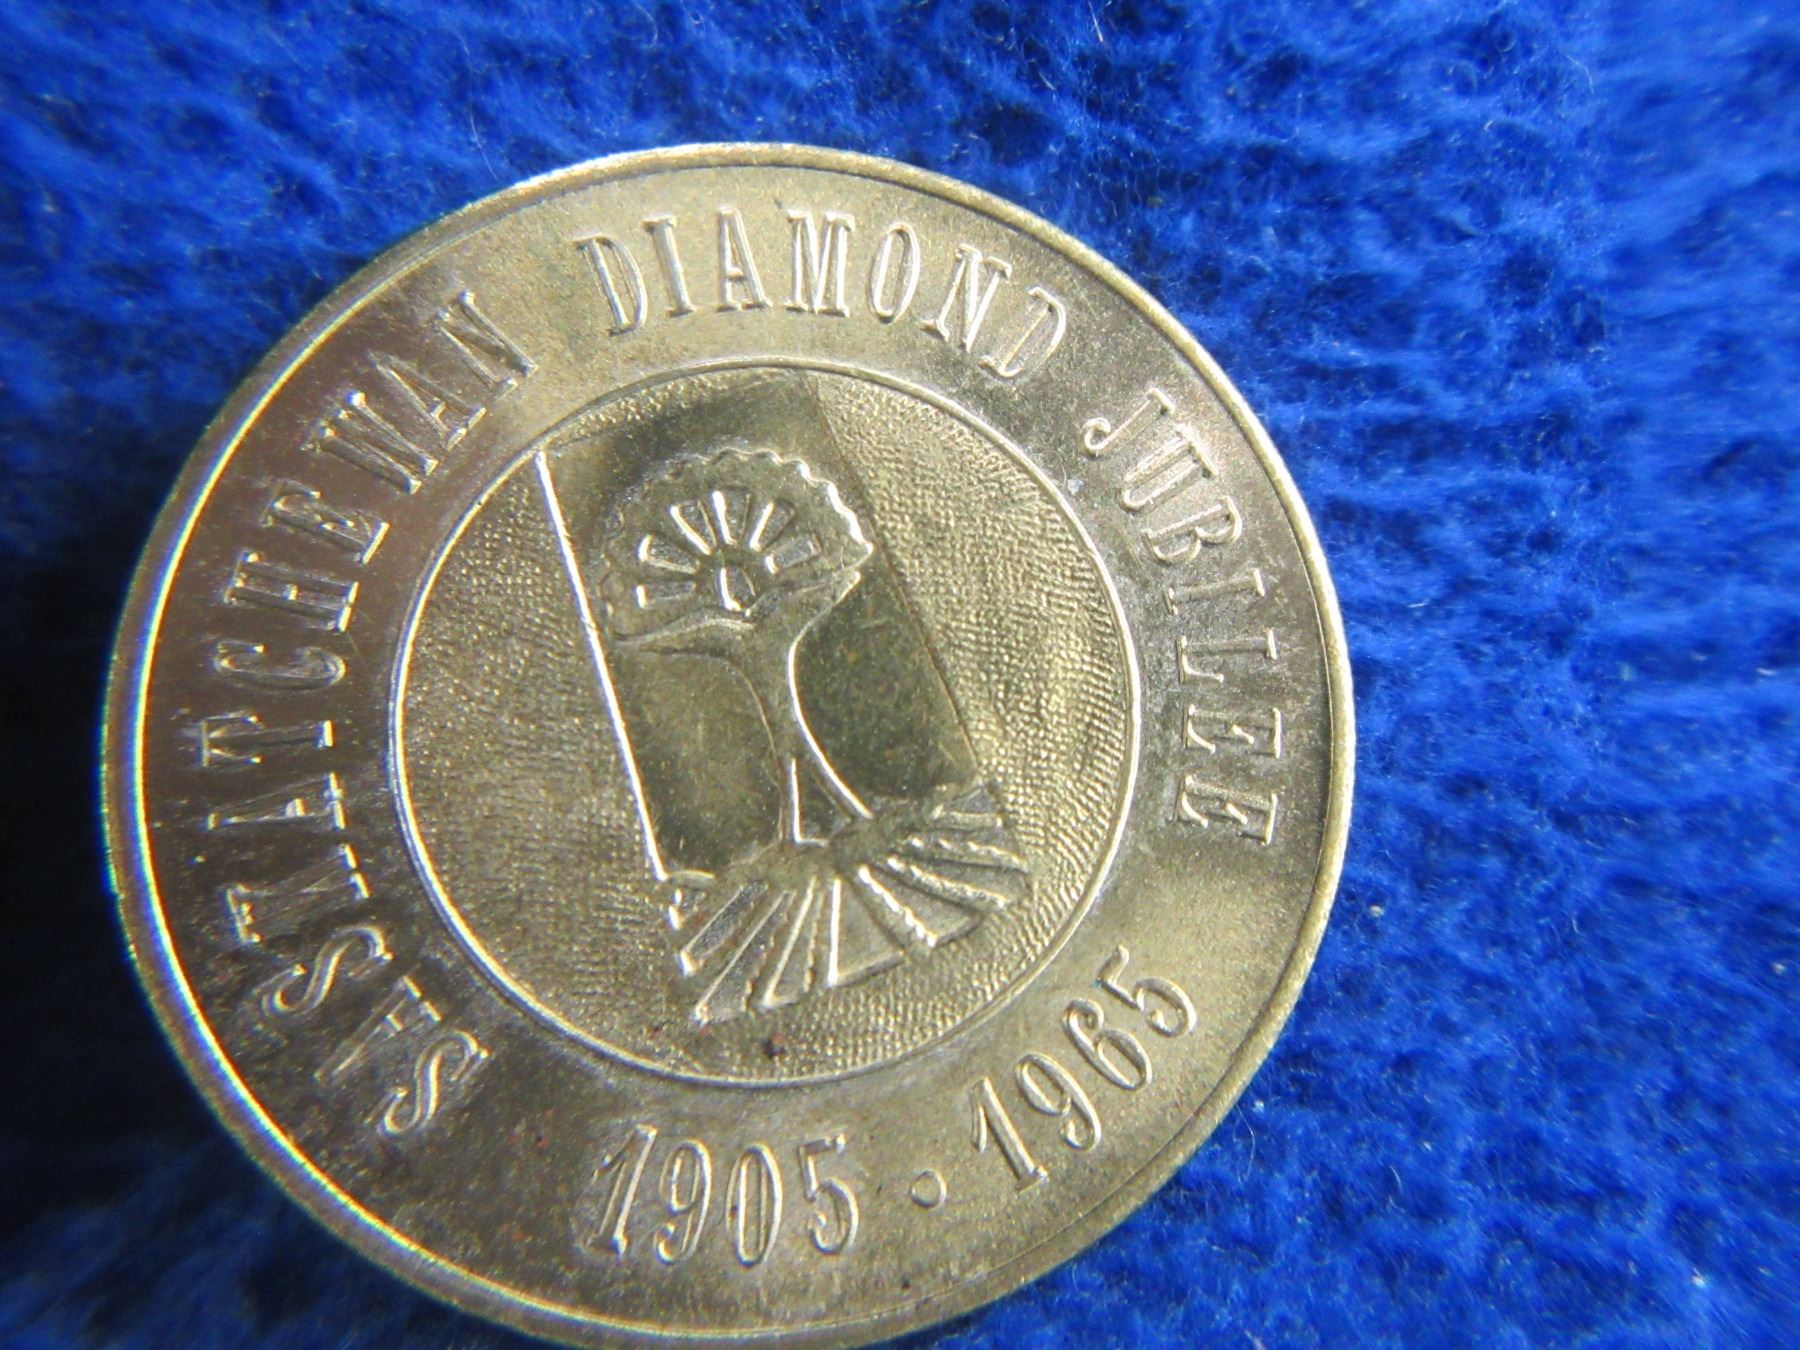 SASKATCHEWAN DIAMOND JUBILEE
1905 • 1965